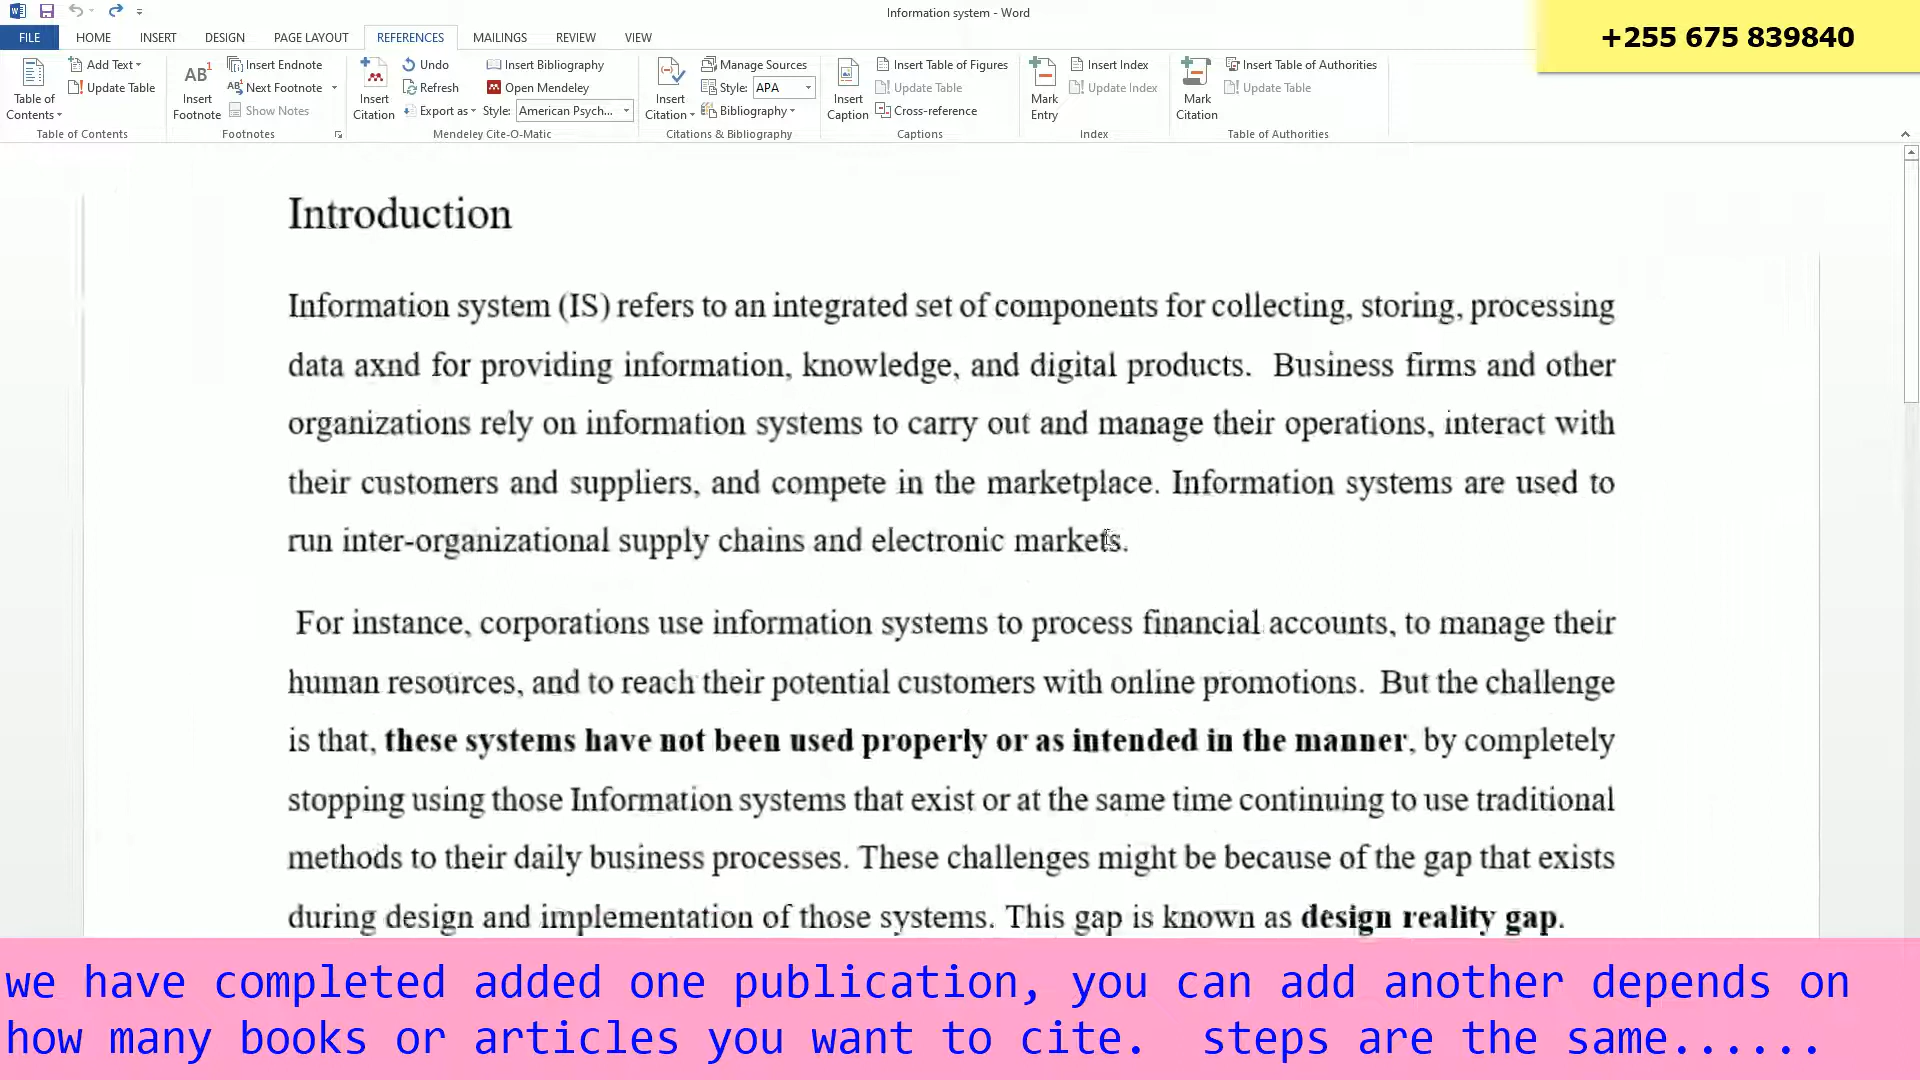 Information system - Word
+255 675 839840
FILE HOME INSERT DESIGN PAGE LAYOUT REFERENCES MAILINGS REVIEW VIEW
Table of Contents
Add Text
Update Table
Table of Contents
AB1 Insert Footnote
Insert Endnote
AB1 Next Footnote
Show Notes
Footnotes
Insert Citation
Undo
Refresh
Export as
Insert Bibliography
Open Mendeley
Style: American Psych...
Mendeley Cite-O-Matic
Insert Citation
Manage Sources
Style: APA
Bibliography
Citations & Bibliography
Insert Caption
Insert Table of Figures
Update Table
Cross-reference
Captions
Mark Entry
Insert Index
Update Index
Index
Mark Citation
Insert Table of Authorities
Update Table
Table of Authorities
Introduction
Information system (IS) refers to an integrated set of components for collecting, storing, processing
data axnd for providing information, knowledge, and digital products. Business firms and other
organizations rely on information systems to carry out and manage their operations, interact with
their customers and suppliers, and compete in the marketplace. Information systems are used to
run inter-organizational supply chains and electronic markets.
For instance, corporations use information systems to process financial accounts, to manage their
human resources, and to reach their potential customers with online promotions. But the challenge
is that, these systems have not been used properly or as intended in the manner, by completely
stopping using those Information systems that exist or at the same time continuing to use traditional
methods to their daily business processes. These challenges might be because of the gap that exists
during design and implementation of those systems. This gap is known as design reality gap.
we have completed added one publication, you can add another depends on
how many books or articles you want to cite. steps are the same......